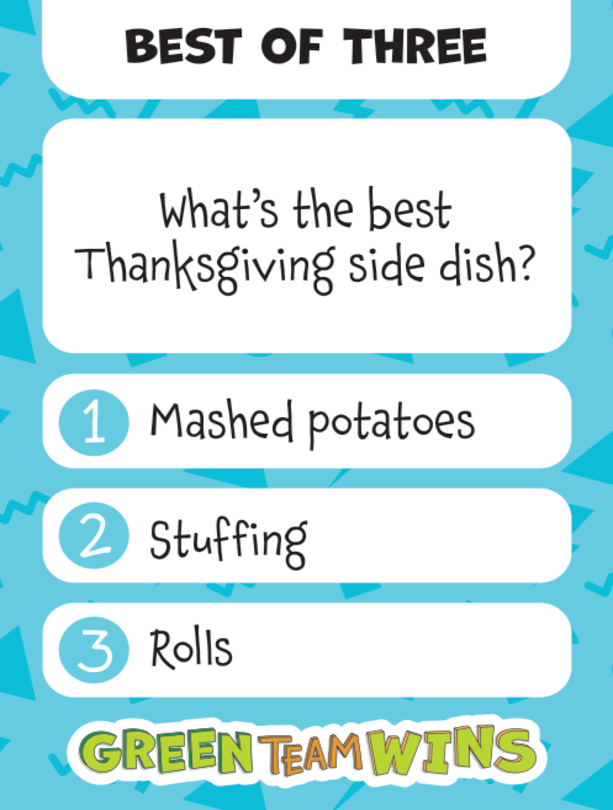 BEST OF THREE
What's the best
Thanksgiving side dish?
1 Mashed potatoes
2 Stuffing
3 Rolls
GREEN TEAM WINS